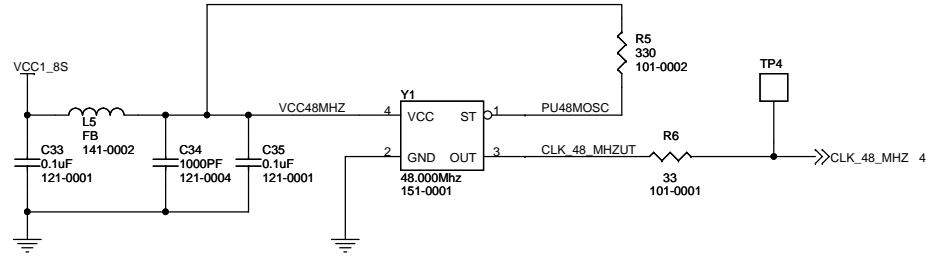 R5
330
101-0002
TP4
VCC1_8S
Y1
VCC48MHZ
4
VCC
ST
1
PU48MOSC
L5
FB
141-0002
R6
C33
0.1uF
121-0001
C34
1000PF
121-0004
C35
0.1uF
121-0001
2
GND
OUT
3
CLK_48_MHZUT
CLK_48_MHZ 4
48.000Mhz
151-0001
33
101-0001